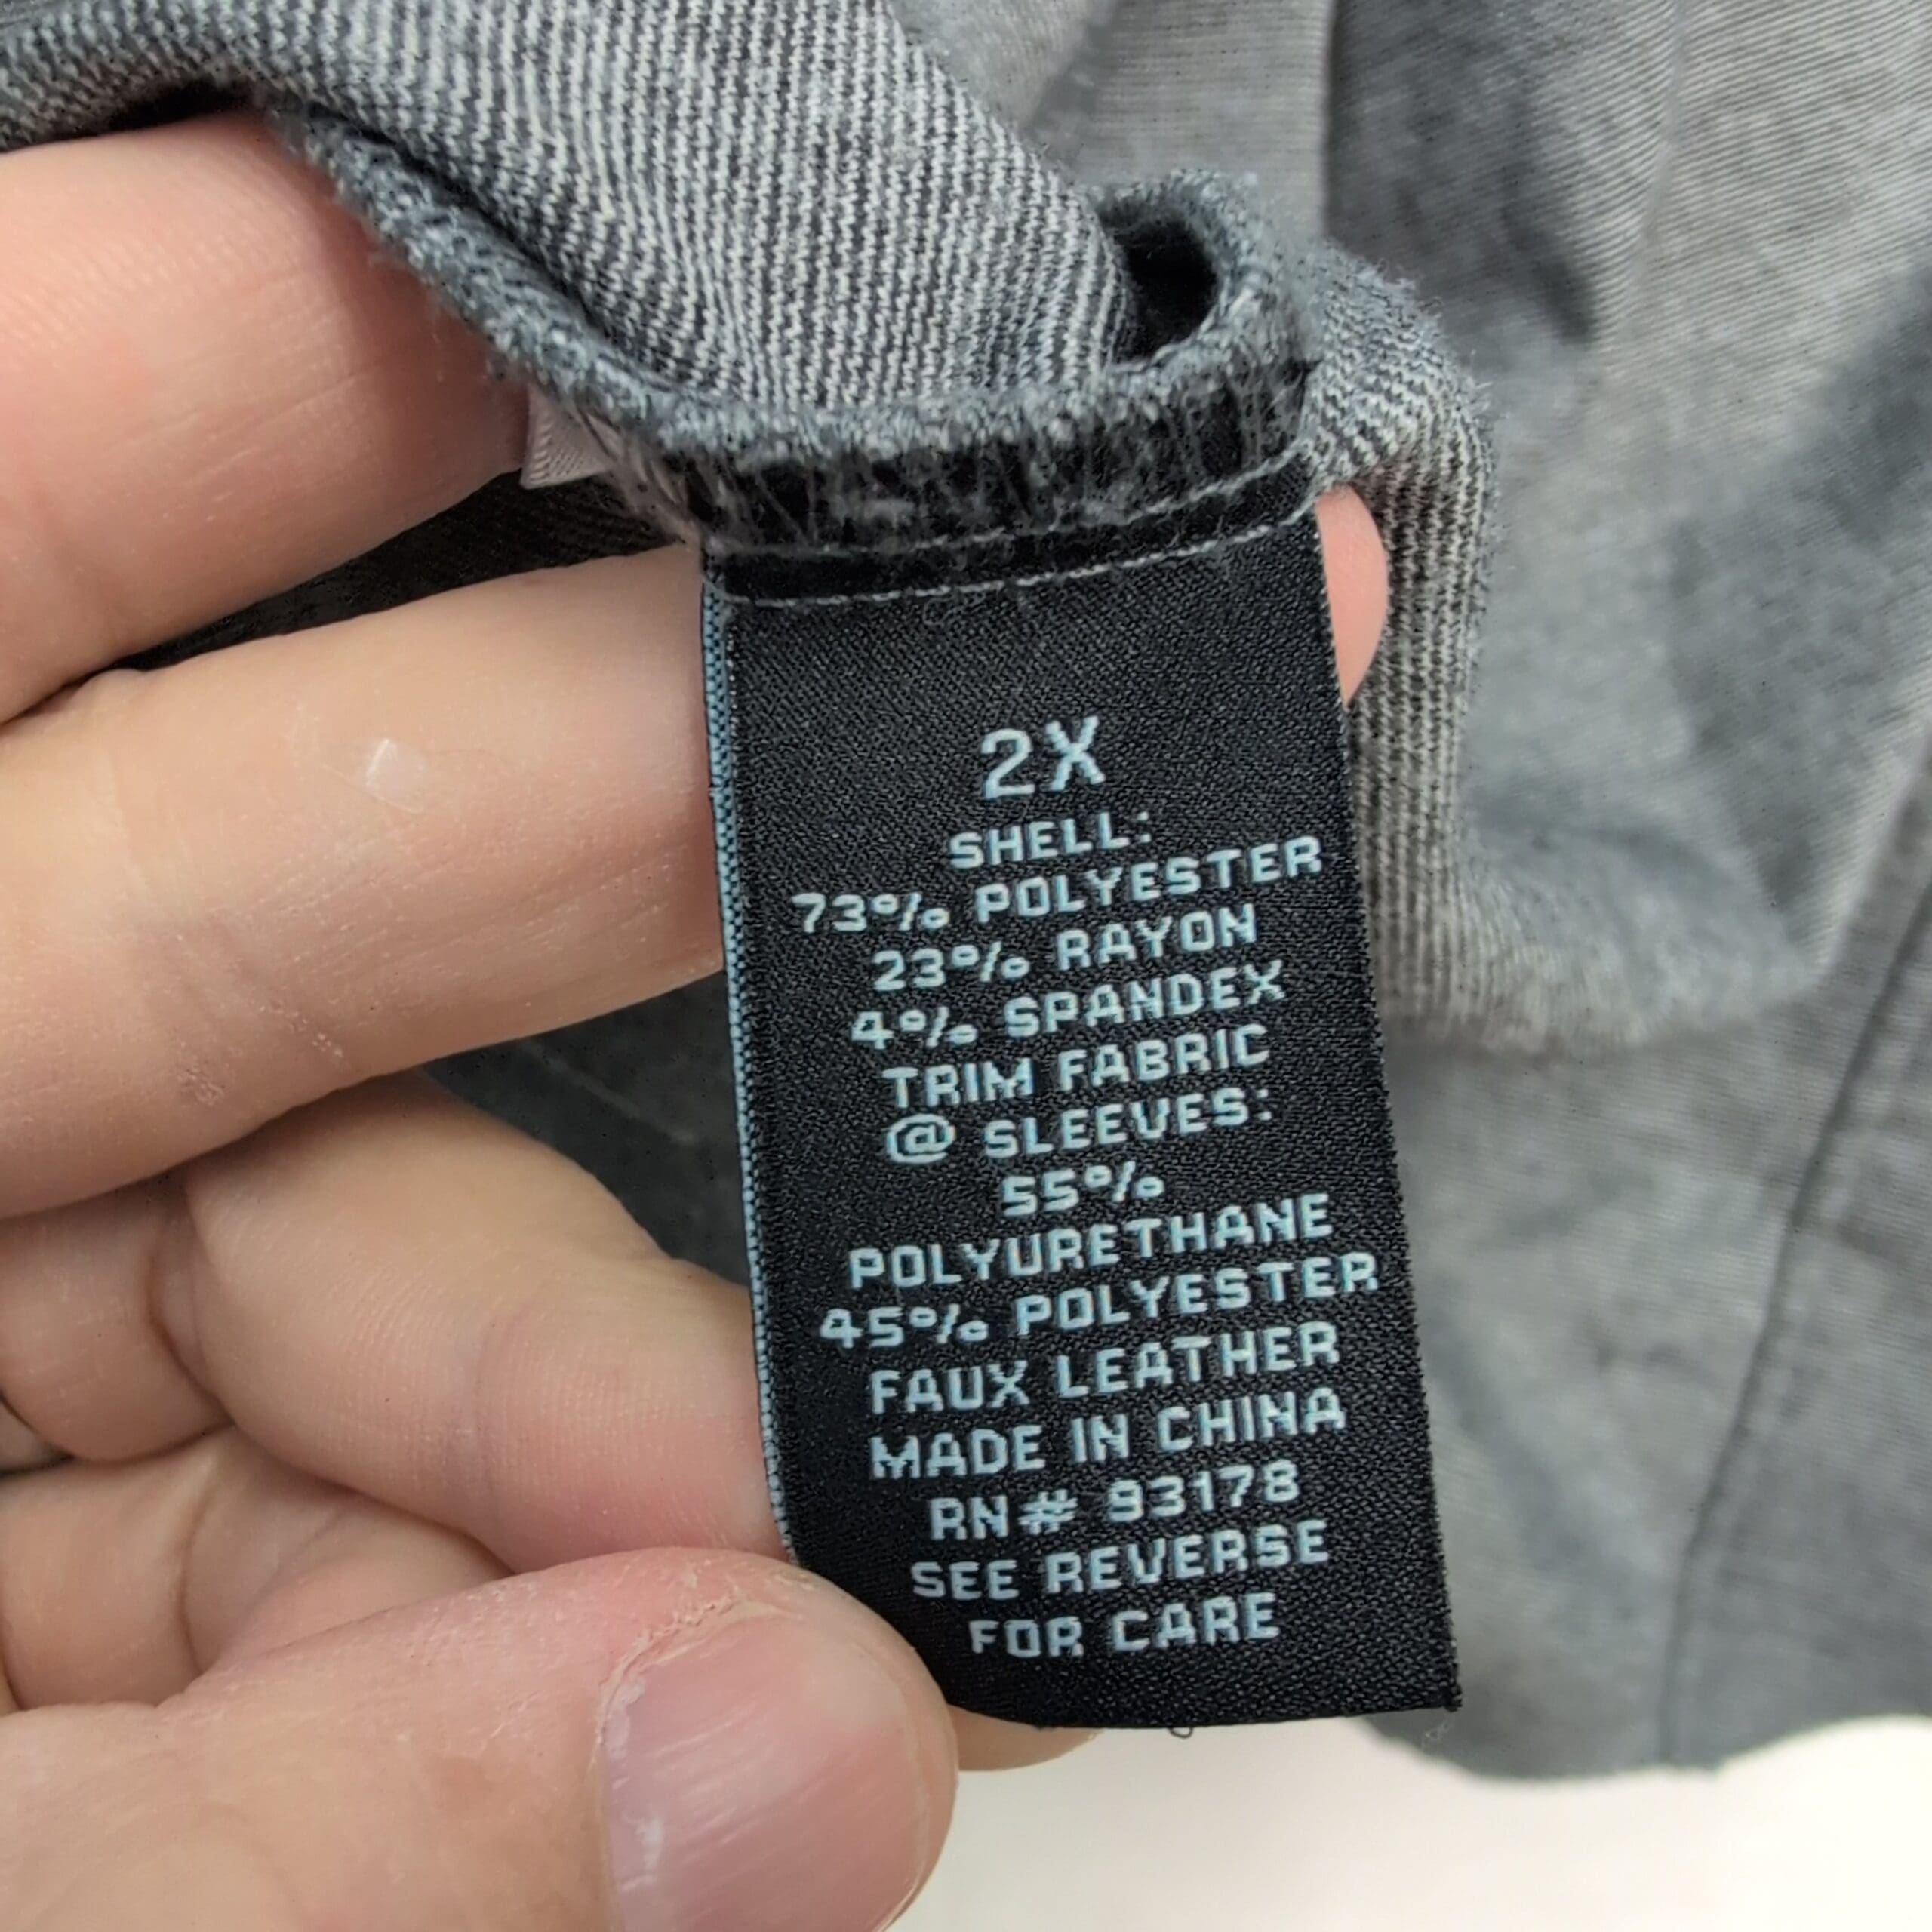 2X
SHELL:
73% POLYESTER
23% RAYON
4% SPANDEX
TRIM FABRIC
@ SLEEVES:
55%
POLYURETHANE
45% POLYESTER
FAUX LEATHER
MADE IN CHINA
RN# 93178
SEE REVERSE
FOR CARE